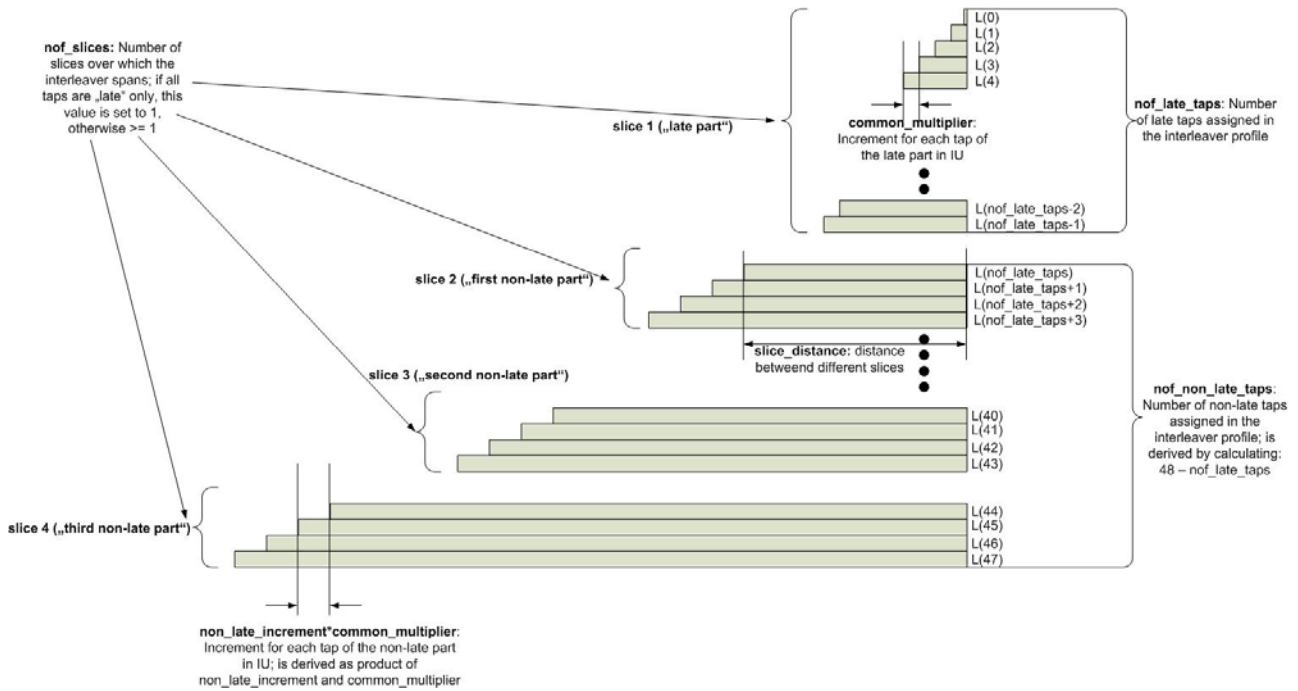 nof_slices: Number of
slices over which the
interleaver spans; if all
taps are „late“ only, this
value is set to 1,
otherwise >= 1
L(0)
L(1)
L(2)
L(3)
L(4)
slice 1 („late part“)
common_multiplier:
Increment for each tap of
the late part in IU
nof_late_taps: Number
of late taps assigned in
the interleaver profile
L(nof_late_taps-2)
L(nof_late_taps-1)
slice 2 („first non-late part“)
L(nof_late_taps)
L(nof_late_taps+1)
L(nof_late_taps+2)
L(nof_late_taps+3)
slice_distance: distance
betweend different slices
slice 3 („second non-late part“)
nof_non_late_taps:
Number of non-late taps
assigned in the
interleaver profile; is
derived by calculating:
48 – nof_late_taps
L(40)
L(41)
L(42)
L(43)
slice 4 („third non-late part“)
L(44)
L(45)
L(46)
L(47)
non_late_increment*common_multiplier:
Increment for each tap of the non-late part
in IU; is derived as product of
non_late_increment and common_multiplier